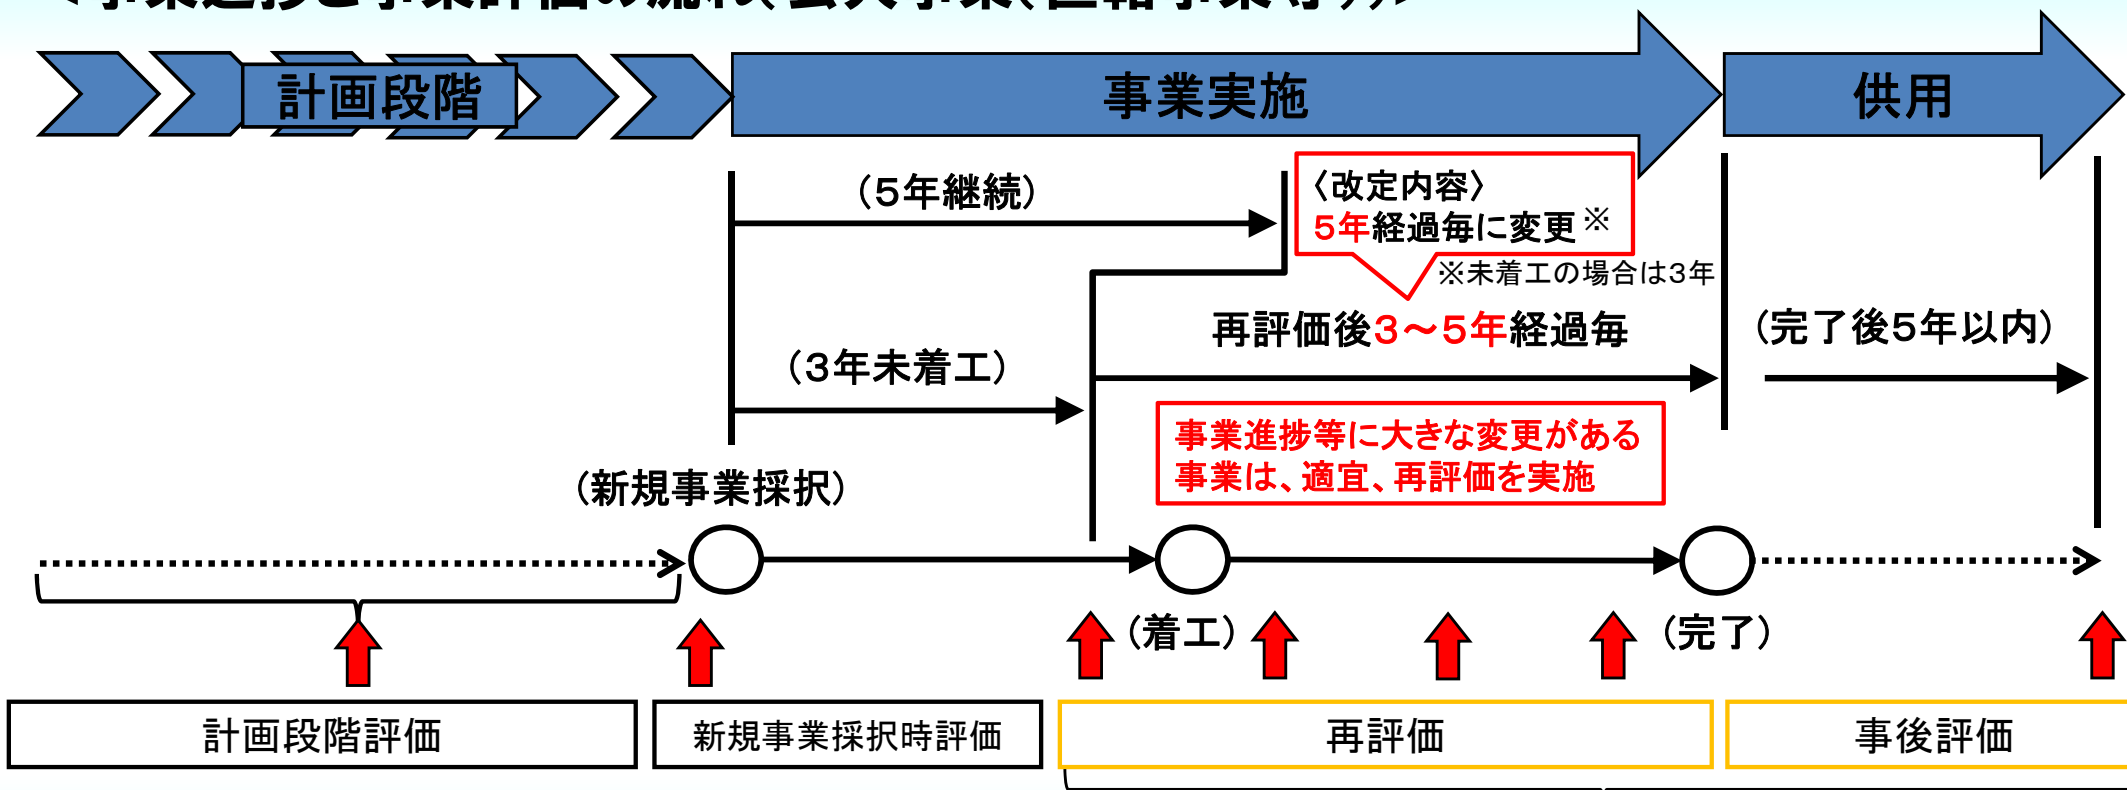 計画段階
事業実施
供用
（5年継続）
〈改定内容〉
5年経過毎に変更※
※未着工の場合は3年
再評価後3～5年経過毎
（完了後5年以内）
（3年未着工）
事業進捗等に大きな変更がある
事業は、適宜、再評価を実施
（新規事業採択）
（着工）
（完了）
計画段階評価
新規事業採択時評価
再評価
事後評価